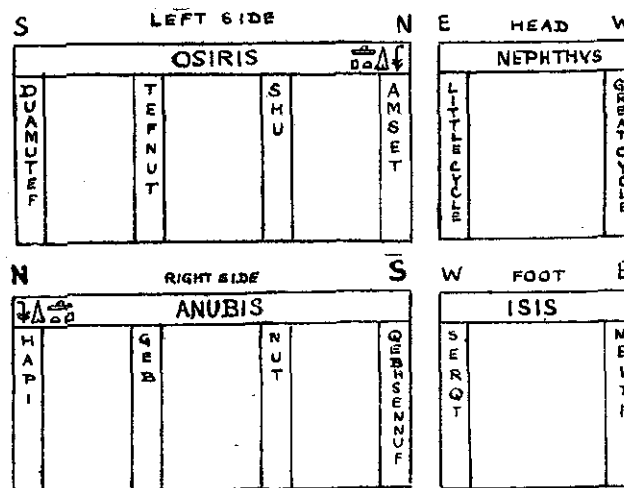 S LEFT SIDE N
OSIRIS
DUAMUTEF
TEFNUT
SHU
AMSET
E HEAD W
NEPHTHYS
LITTLE CYCLE
GREAT CYCLE
N RIGHT SIDE S
ANUBIS
HAPI
GEB
NUT
QEBHSENNUF
W FOOT E
ISIS
SERQT